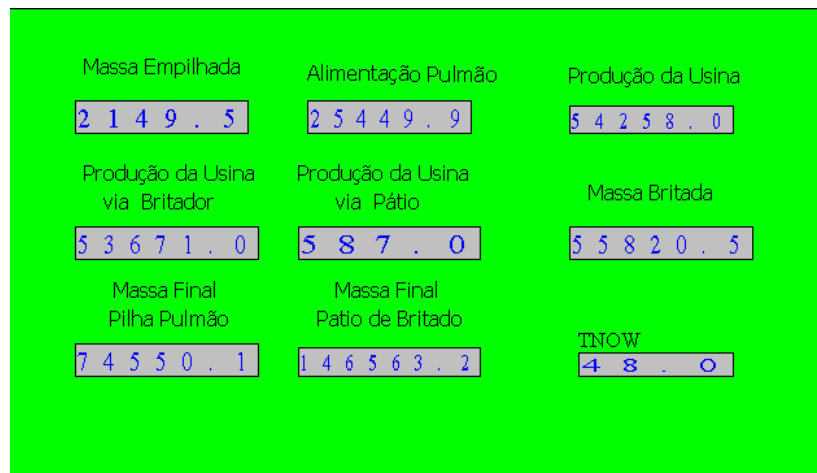 Massa Empilhada
Alimentação Pulmão
Produção da Usina
2149.5
25449.9
54258.0
Produção da Usina
via Britador
Produção da Usina
via Pátio
Massa Britada
53671.0
587.0
55820.5
Massa Final
Pilha Pulmão
Massa Final
Patio de Britado
TNOW
74550.1
146563.2
48.0